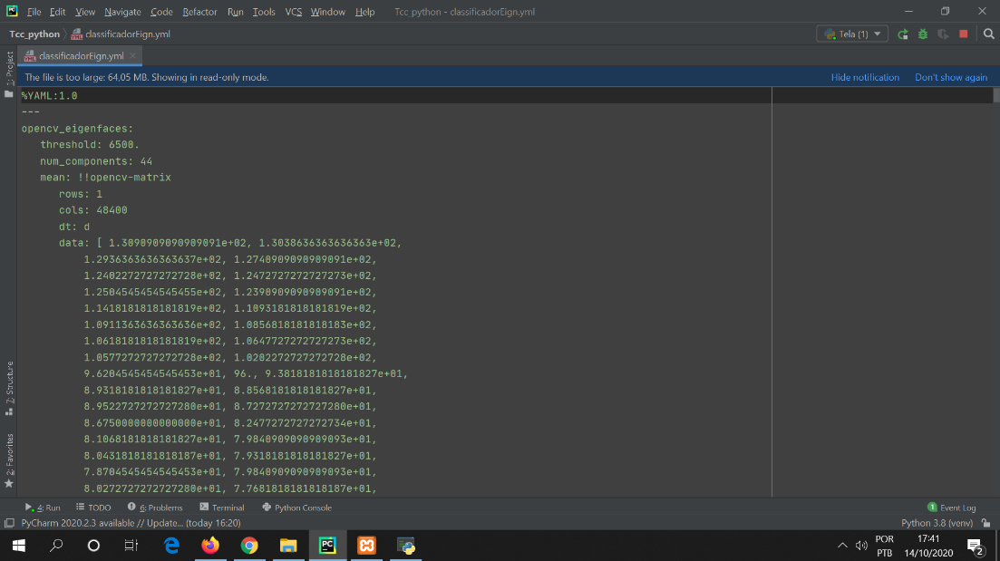 File Edit View Navigate Code Refactor Run Tools VCS Window Help Tcc_python - classificadorEign.yml
Tcc_python classificadorEign.yml Tela (1)
classificadorEign.yml
The file is too large: 64,05 MB. Showing in read-only mode. Hide notification Don't show again
1: Project
%YAML:1.0
---
opencv_eigenfaces:
threshold: 6500.
num_components: 44
mean: !!opencv-matrix
rows: 1
cols: 48400
dt: d
data: [ 1.3090909090909091e+02, 1.3038636363636363e+02,
1.2936363636363637e+02, 1.2740909090909091e+02,
1.2402272727272728e+02, 1.2472727272727273e+02,
1.2504545454545455e+02, 1.2390909090909091e+02,
1.1418181818181819e+02, 1.1093181818181819e+02,
1.0911363636363636e+02, 1.0856818181818183e+02,
1.0618181818181819e+02, 1.0647727272727273e+02,
1.0577272727272728e+02, 1.0202272727272728e+02,
9.6204545454545453e+01, 96., 9.3818181818181827e+01,
8.9318181818181827e+01, 8.8568181818181827e+01,
8.9522727272727280e+01, 8.7272727272727280e+01,
8.6750000000000000e+01, 8.2477272727272734e+01,
8.1068181818181827e+01, 7.9840909090909093e+01,
8.0431818181818187e+01, 7.9318181818181827e+01,
7.8704545454545453e+01, 7.9840909090909093e+01,
8.0272727272727280e+01, 7.7681818181818187e+01,
Z: Structure
2: Favorites
4: Run TODO 6: Problems Terminal Python Console 1 Event Log
PyCharm 2020.2.3 available // Update... (today 16:20) Python 3.8 (venv)
POR 17:41
PTB 14/10/2020 2